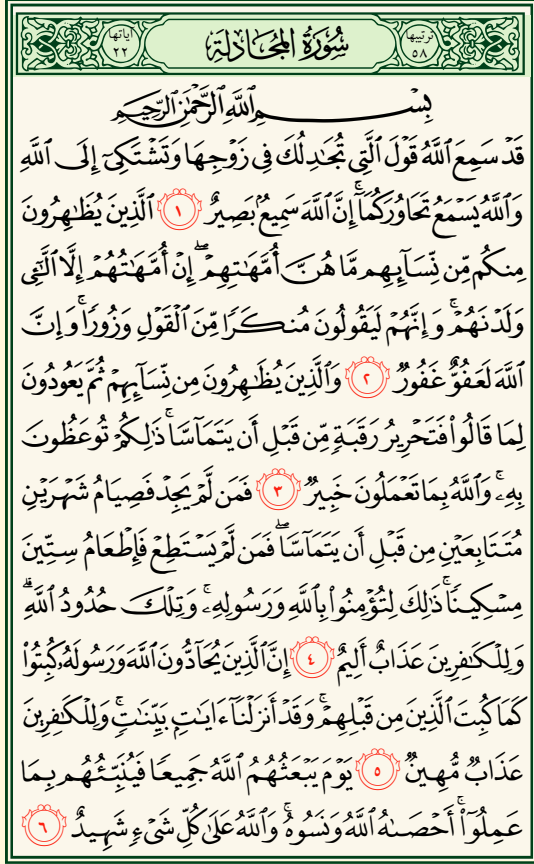 ترتيبها ٥٨ سُورَةُ المُجَادلَةِ آياتها ٢٢
بِسْمِ ٱللَّهِ ٱلرَّحْمَٰنِ ٱلرَّحِيمِ
قَدْ سَمِعَ ٱللَّهُ قَوْلَ ٱلَّتِى تُجَٰدِلُكَ فِى زَوْجِهَا وَتَشْتَكِىٓ إِلَى ٱللَّهِ
وَٱللَّهُ يَسْمَعُ تَحَاوُرَكُمَآ ۚ إِنَّ ٱللَّهَ سَمِيعٌۢ بَصِيرٌ ١ ٱلَّذِينَ يُظَٰهِرُونَ
مِنكُم مِّن نِّسَآئِهِم مَّا هُنَّ أُمَّهَٰتِهِمْ ۖ إِنْ أُمَّهَٰتُهُمْ إِلَّا ٱلَّٰٓـِٔى
وَلَدْنَهُمْ ۚ وَإِنَّهُمْ لَيَقُولُونَ مُنكَرًا مِّنَ ٱلْقَوْلِ وَزُورًا ۚ وَإِنَّ
ٱللَّهَ لَعَفُوٌّ غَفُورٌ ٢ وَٱلَّذِينَ يُظَٰهِرُونَ مِن نِّسَآئِهِمْ ثُمَّ يَعُودُونَ
لِمَا قَالُوا۟ فَتَحْرِيرُ رَقَبَةٍ مِّن قَبْلِ أَن يَتَمَآسَّا ۚ ذَٰلِكُمْ تُوعَظُونَ
بِهِۦ ۚ وَٱللَّهُ بِمَا تَعْمَلُونَ خَبِيرٌ ٣ فَمَن لَّمْ يَجِدْ فَصِيَامُ شَهْرَيْنِ
مُتَتَابِعَيْنِ مِن قَبْلِ أَن يَتَمَآسَّا ۖ فَمَن لَّمْ يَسْتَطِعْ فَإِطْعَامُ سِتِّينَ
مِسْكِينًا ۚ ذَٰلِكَ لِتُؤْمِنُوا۟ بِٱللَّهِ وَرَسُولِهِۦ ۚ وَتِلْكَ حُدُودُ ٱللَّهِ ۗ
وَلِلْكَٰفِرِينَ عَذَابٌ أَلِيمٌ ٤ إِنَّ ٱلَّذِينَ يُحَآدُّونَ ٱللَّهَ وَرَسُولَهُۥ كُبِتُوا۟
كَمَا كُبِتَ ٱلَّذِينَ مِن قَبْلِهِمْ ۚ وَقَدْ أَنزَلْنَآ ءَايَٰتٍۭ بَيِّنَٰتٍ ۚ وَلِلْكَٰفِرِينَ
عَذَابٌ مُّهِينٌ ٥ يَوْمَ يَبْعَثُهُمُ ٱللَّهُ جَمِيعًا فَيُنَبِّئُهُم بِمَا
عَمِلُوٓا۟ ۚ أَحْصَىٰهُ ٱللَّهُ وَنَسُوهُ ۚ وَٱللَّهُ عَلَىٰ كُلِّ شَىْءٍ شَهِيدٌ ٦